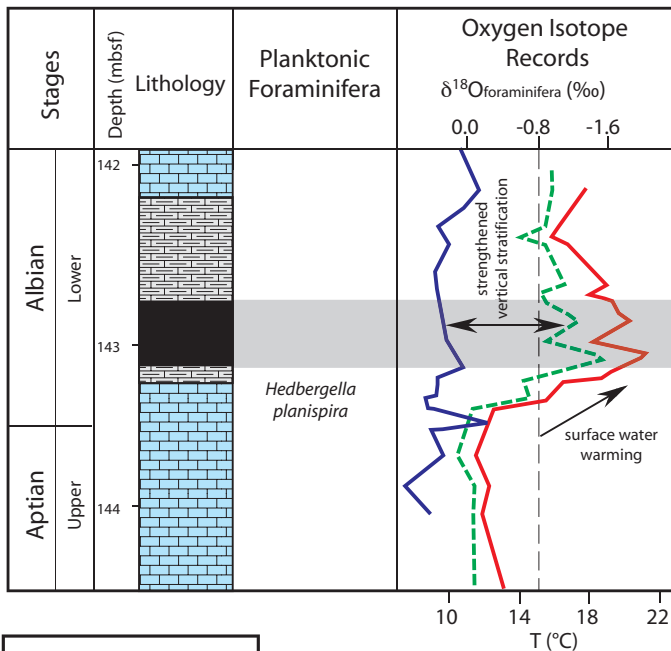 Stages
Depth (mbsf)
Lithology
Planktonic
Foraminifera
Oxygen Isotope
Records
δ¹⁸Oforaminifera (‰)
0.0 -0.8 -1.6
142
143
144
Albian
Lower
Aptian
Upper
Hedbergella
planispira
strengthened
vertical stratification
surface water
warming
10 14 18 22
T (°C)